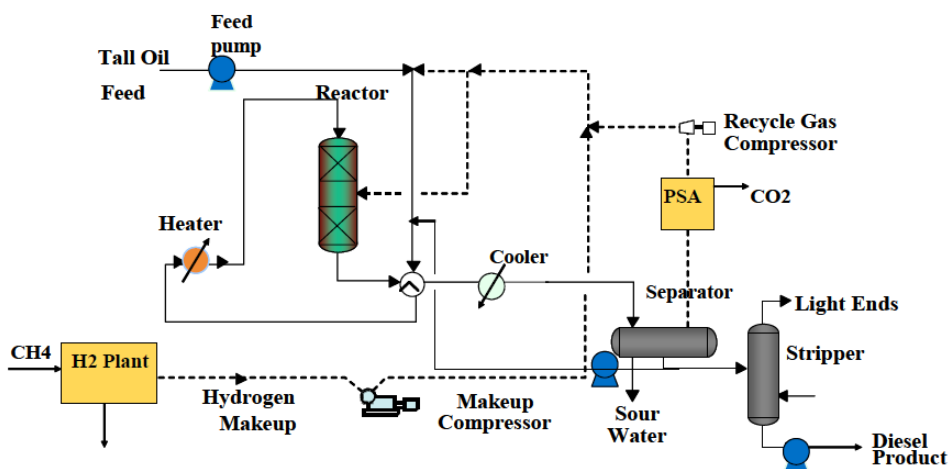 Feed
pump
Tall Oil
Feed
Reactor
Recycle Gas
Compressor
PSA
CO2
Heater
Cooler
Separator
Light Ends
Stripper
CH4
H2 Plant
Hydrogen
Makeup
Makeup
Compressor
Sour
Water
Diesel
Product